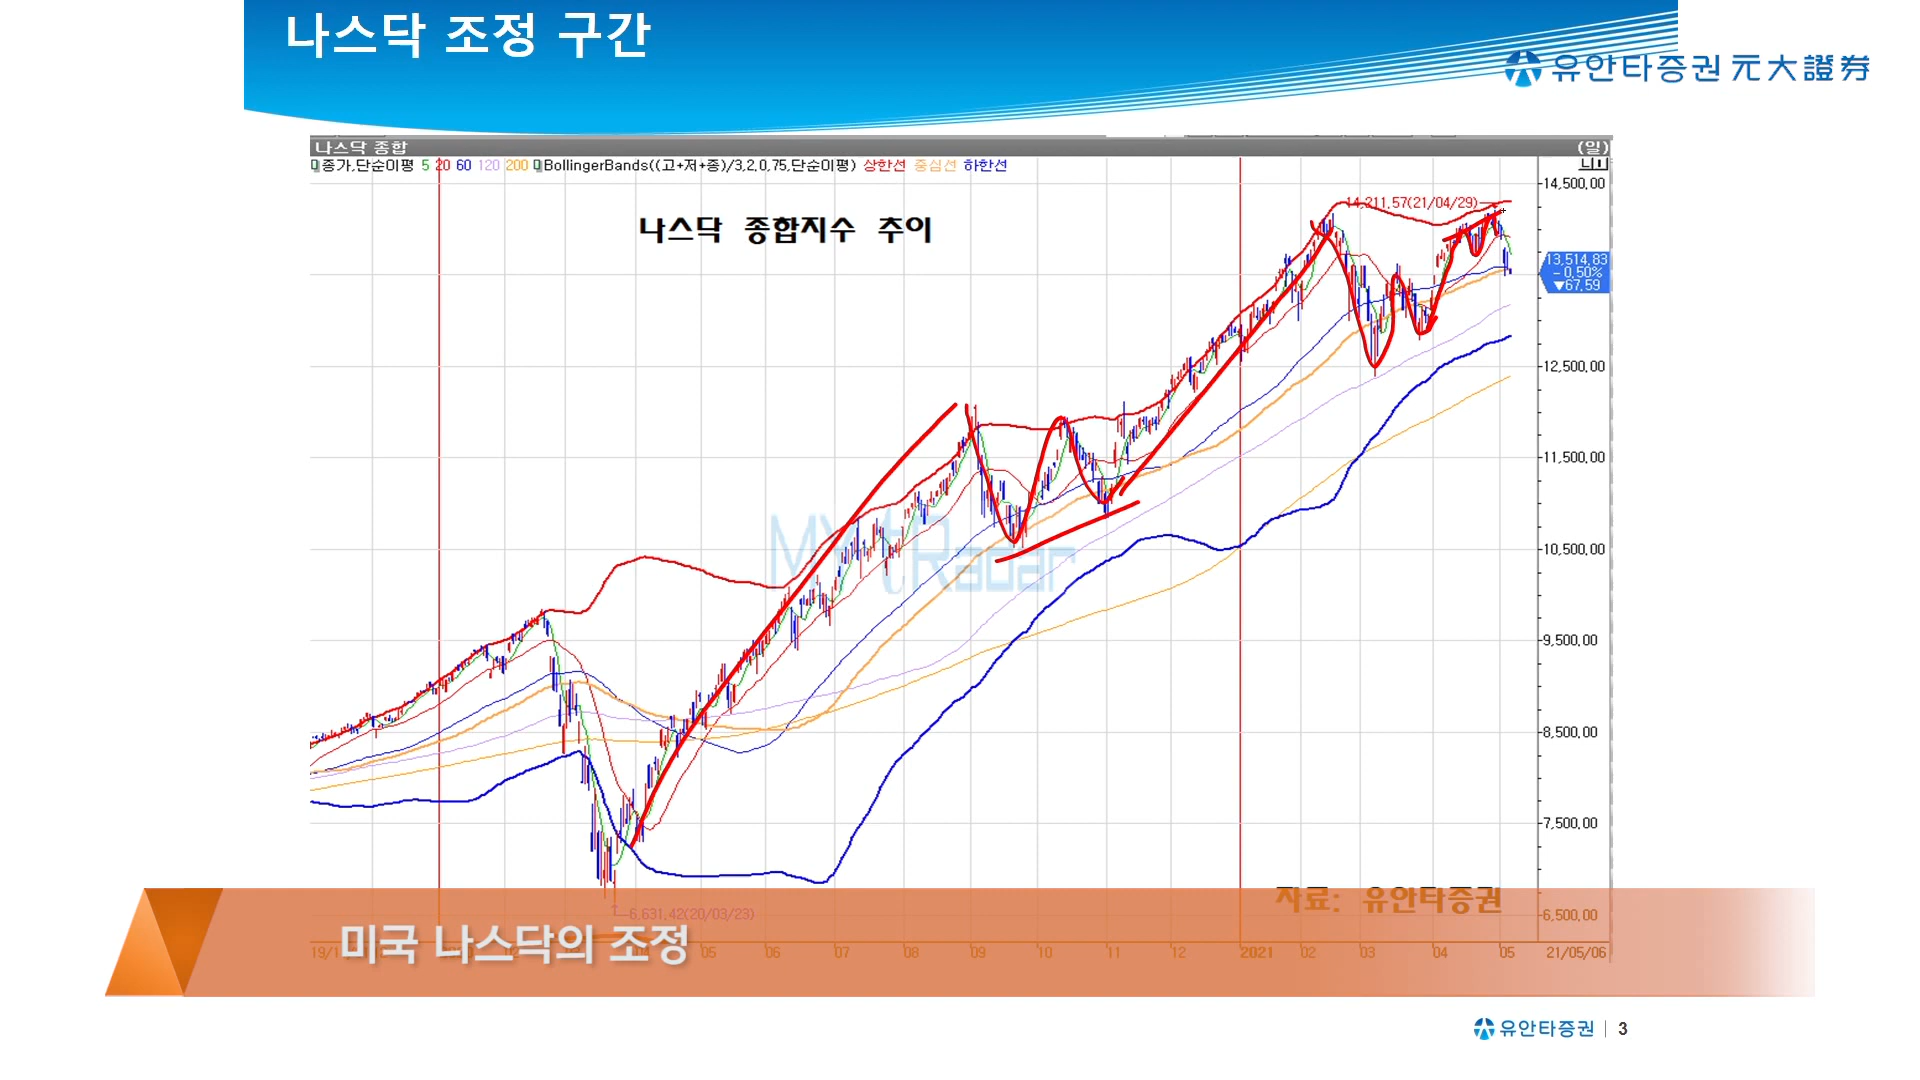 나스닥 조정 구간
유안타증권 元大證券
나스닥 종합 (일)
종가,단순이평 5 20 60 120 200 BollingerBands((고+저+종)/3,2,0,75,단순이평) 상한선 중심선 하한선
나스닥 종합지수 추이
14,211.57(21/04/29)
14,500.00
13,514.83
-0.50%
▼67.59
12,500.00
11,500.00
10,500.00
9,500.00
8,500.00
7,500.00
6,500.00
자료: 유안타증권
6,631.42(20/03/23)
미국 나스닥의 조정
05 06 07 08 09 10 11 12 2021 02 03 04 05 21/05/06
유안타증권 | 3